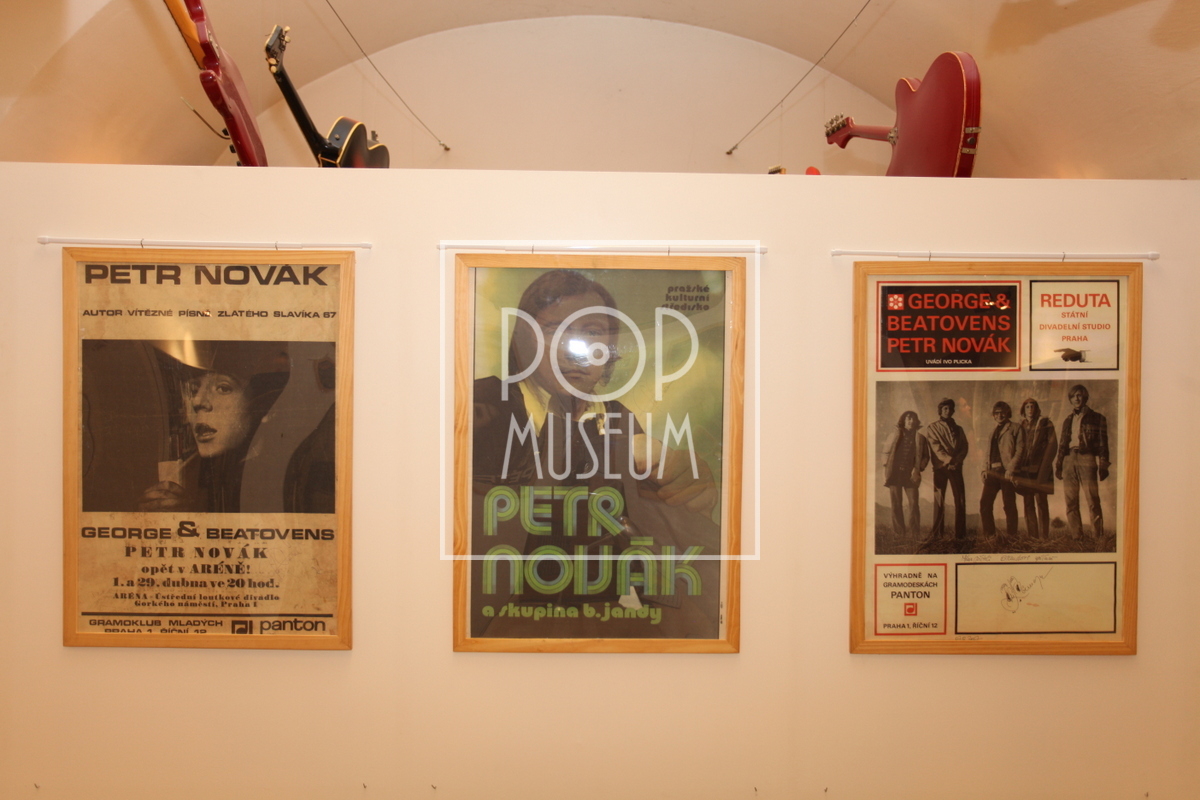 PETR NOVÁK
AUTOR VÍTĚZNÉ PÍSNĚ ZLATÉHO SLAVÍKA 67
GEORGE & BEATOVENS
PETR NOVÁK
opět v ARÉNĚ!
1. a 29. dubna ve 20 hod.
ARÉNA - Ústřední loutkové divadlo
Gorkého náměstí, Praha 1
GRAMOKLUB MLADÝCH
PRAHA 1, ŘÍČNÍ 12
panton
pražské
kulturní
středisko
POP
MUSEUM
PETR
NOVÁK
a skupina b. jandy
GEORGE &
BEATOVENS
PETR NOVÁK
UVÁDÍ IVO PLICKA
REDUTA
STÁTNÍ
DIVADELNÍ STUDIO
PRAHA
VÝHRADNĚ NA
GRAMODESKÁCH
PANTON
PRAHA 1, ŘÍČNÍ 12